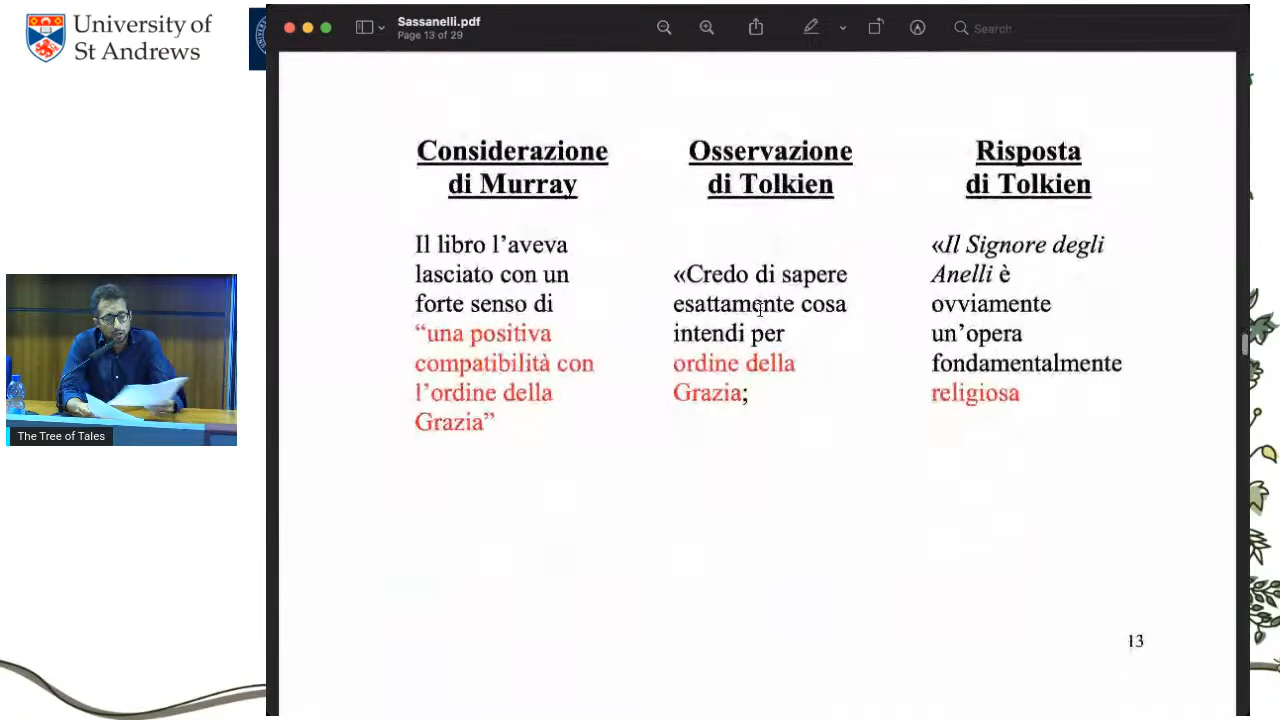 University of
St Andrews
Sassanelli.pdf
Page 13 of 29
Search
Considerazione
di Murray
Il libro l’aveva
lasciato con un
forte senso di
“una positiva
compatibilità con
l’ordine della
Grazia”
Osservazione
di Tolkien
«Credo di sapere
esattamente cosa
intendi per
ordine della
Grazia;
Risposta
di Tolkien
«Il Signore degli
Anelli è
ovviamente
un’opera
fondamentalmente
religiosa
13
The Tree of Tales